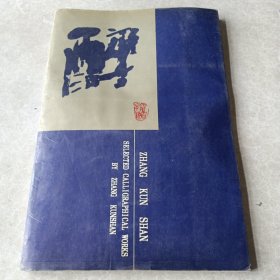 ZHANG KUN SHAN
SELECTED CALLIGRAPHICAL WORKS
BY ZHANG KUNSHAN